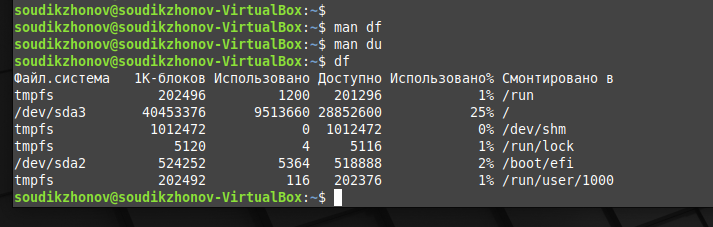 soudikzhonov@soudikzhonov-VirtualBox:~$
soudikzhonov@soudikzhonov-VirtualBox:~$ man df
soudikzhonov@soudikzhonov-VirtualBox:~$ man du
soudikzhonov@soudikzhonov-VirtualBox:~$ df
Файл.система 1K-блоков Использовано Доступно Использовано% Смонтировано в
tmpfs 202496 1200 201296 1% /run
/dev/sda3 40453376 9513660 28852600 25% /
tmpfs 1012472 0 1012472 0% /dev/shm
tmpfs 5120 4 5116 1% /run/lock
/dev/sda2 524252 5364 518888 2% /boot/efi
tmpfs 202492 116 202376 1% /run/user/1000
soudikzhonov@soudikzhonov-VirtualBox:~$